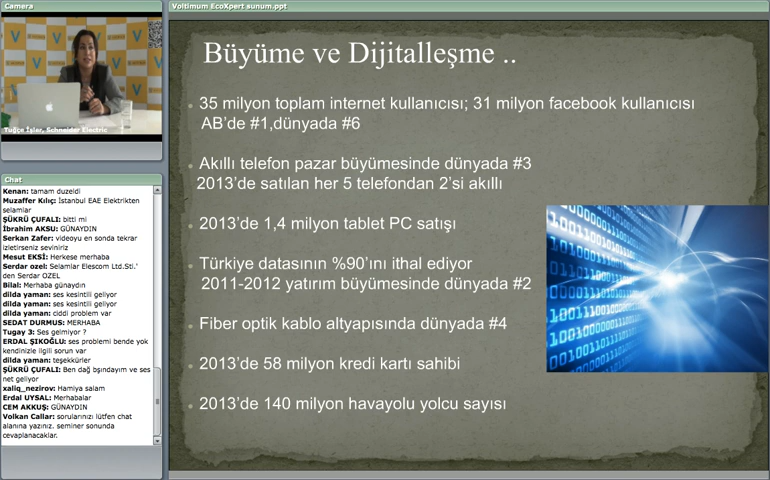 Camera
Tuğçe İşler, Schneider Electric
Chat
Kenan: tamam duzeldi
Muzaffer Kılıç: İstanbul EAE Elektrikten
selamlar
ŞÜKRÜ ÇUFALI: bitti mi
İbrahim AKSU: GÜNAYDIN
Serkan Zafer: videoyu en sonda tekrar
izletirseniz seviniriz
Mesut EKSİ: Herkese merhaba
Serdar ozel: Selamlar Elescom Ltd.Sti.'
den Serdar OZEL
Bilal: Merhaba günaydın
dilda yaman: ses kesintili geliyor
dilda yaman: ses kesintili geliyor
dilda yaman: cıddi problem var
SEDAT DURMUS: MERHABA
Tugay 3: Ses gelmiyor ?
ERDAL ŞIKOĞLU: ses problemi bende yok
kendinizle ilgili sorun var
dilda yaman: teşekkürler
ŞÜKRÜ ÇUFALI: Ben dağ bşındayım ve ses
net geliyor
xaliq_nezirov: Hamiya salam
Erdal UYSAL: Merhabalar
CEM AKKUŞ: GÜNAYDIN
Volkan Callar: sorularınızı lütfen chat
alanına yazınız. seminer sonunda
cevaplanacaklar.
Voltimum EcoXpert sunum.ppt
Büyüme ve Dijitalleşme ..
35 milyon toplam internet kullanıcısı; 31 milyon facebook kullanıcısı
AB'de #1,dünyada #6
Akıllı telefon pazar büyümesinde dünyada #3
2013'de satılan her 5 telefondan 2'si akıllı
2013'de 1,4 milyon tablet PC satışı
Türkiye datasının %90'ını ithal ediyor
2011-2012 yatırım büyümesinde dünyada #2
Fiber optik kablo altyapısında dünyada #4
2013'de 58 milyon kredi kartı sahibi
2013'de 140 milyon havayolu yolcu sayısı